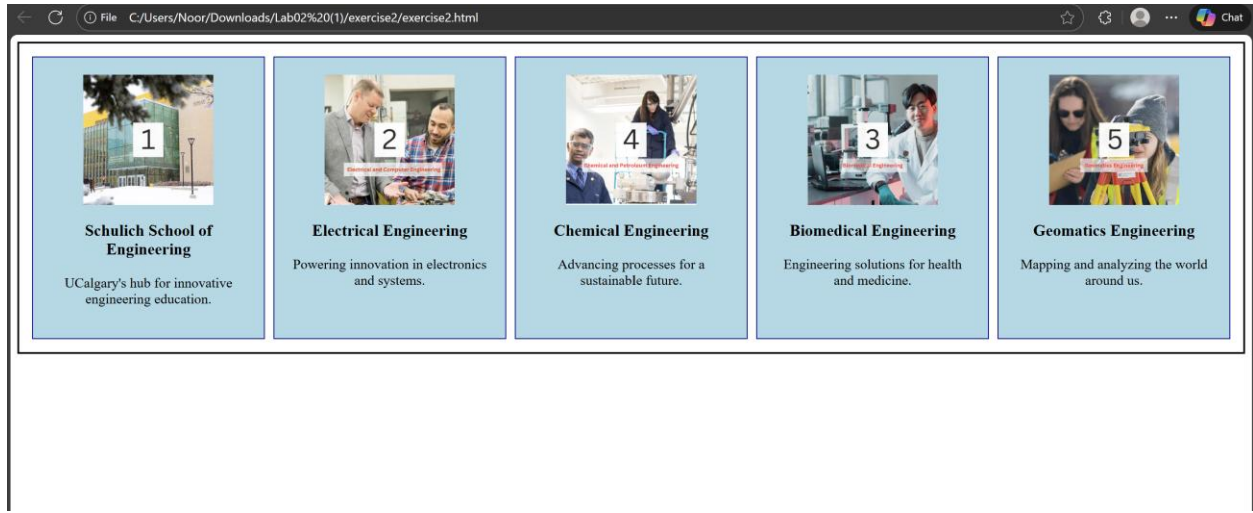 File C:/Users/Noor/Downloads/Lab02%20(1)/exercise2/exercise2.html
Chat
1
Schulich School of
Engineering
UCalgary's hub for innovative
engineering education.
2
Electrical and Computer Engineering
Electrical Engineering
Powering innovation in electronics
and systems.
4
Chemical and Petroleum Engineering
Chemical Engineering
Advancing processes for a
sustainable future.
3
Biomedical Engineering
Biomedical Engineering
Engineering solutions for health
and medicine.
5
Geomatics Engineering
Geomatics Engineering
Mapping and analyzing the world
around us.